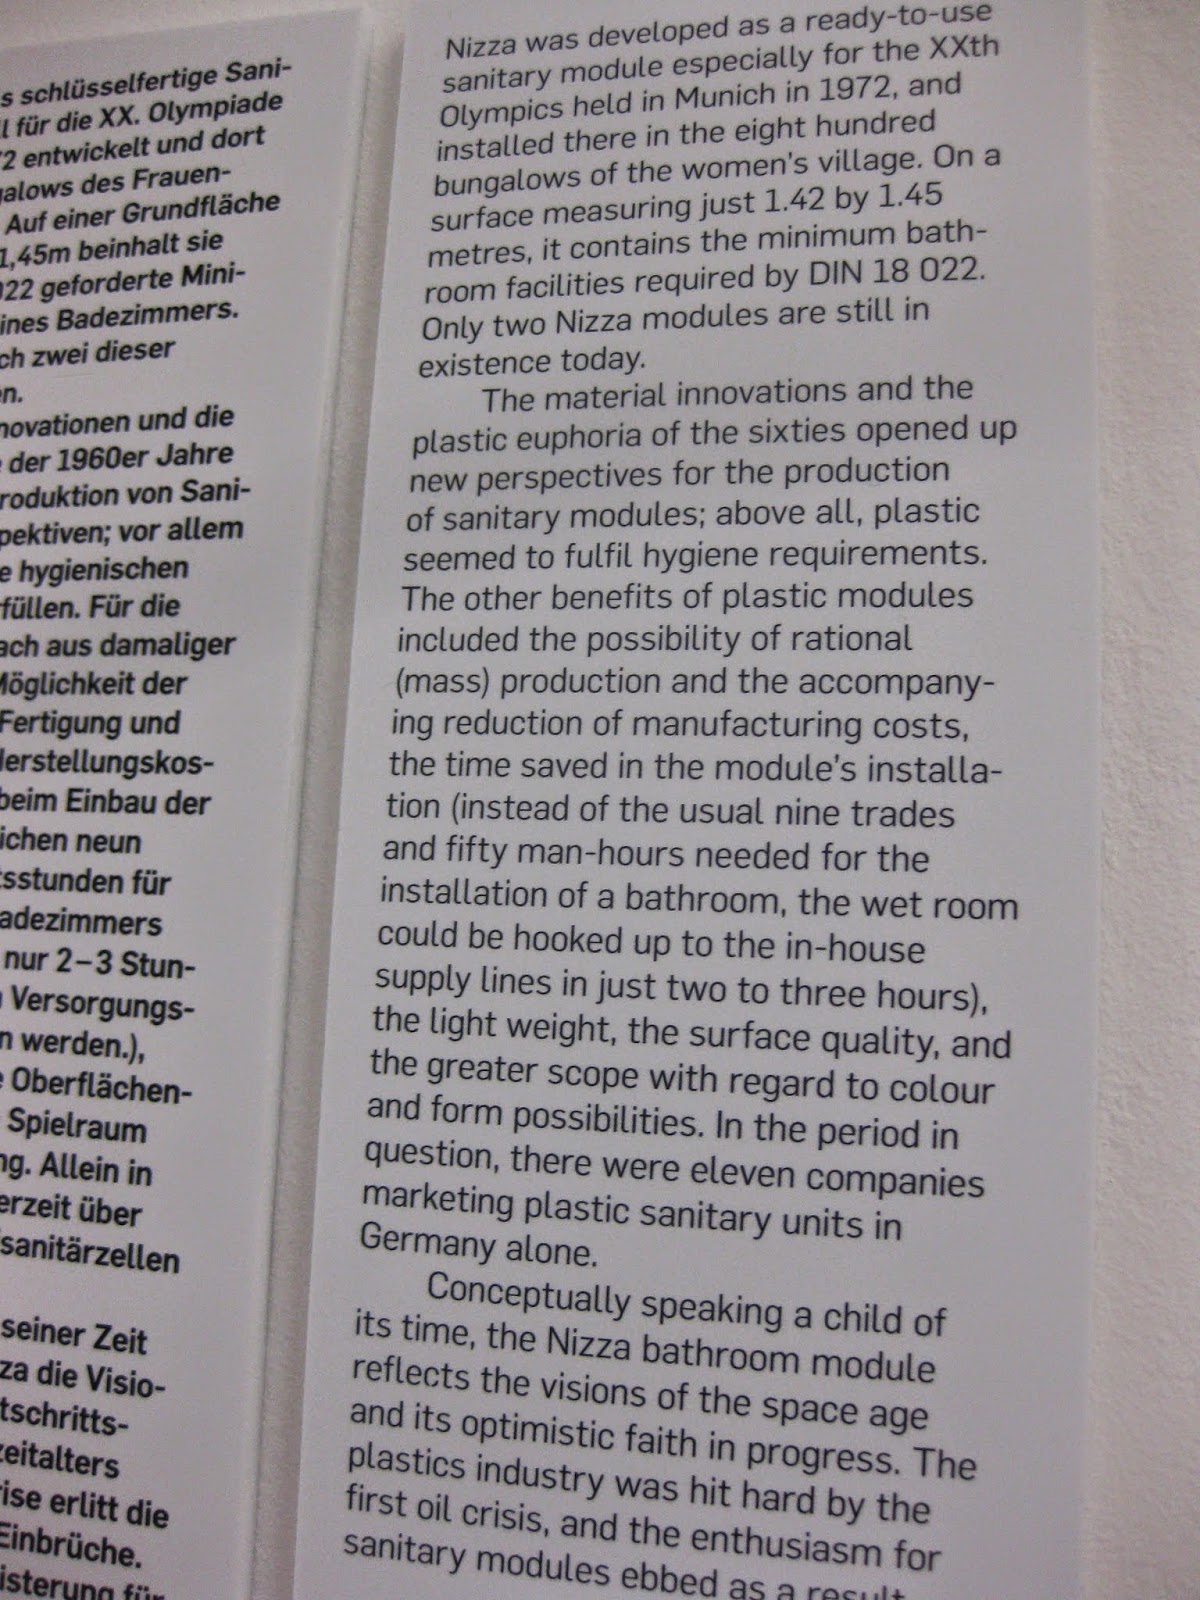 s schlüsselfertige Sani-
l für die XX. Olympiade
72 entwickelt und dort
galows des Frauen-
Auf einer Grundfläche
1,45m beinhalt sie
022 geforderte Mini-
ines Badezimmers.
ch zwei dieser
n.
novationen und die
e der 1960er Jahre
roduktion von Sani-
pektiven; vor allem
e hygienischen
füllen. Für die
ach aus damaliger
Möglichkeit der
Fertigung und
Herstellungskos-
beim Einbau der
ichen neun
tsstunden für
adezimmers
nur 2–3 Stun-
n Versorgungs-
n werden.),
e Oberflächen-
Spielraum
ng. Allein in
erzeit über
sanitärzellen
seiner Zeit
za die Visio-
tschritts-
zeitalters
rise erlitt die
Einbrüche.
isterung für
Nizza was developed as a ready-to-use
sanitary module especially for the XXth
Olympics held in Munich in 1972, and
installed there in the eight hundred
bungalows of the women's village. On a
surface measuring just 1.42 by 1.45
metres, it contains the minimum bath-
room facilities required by DIN 18 022.
Only two Nizza modules are still in
existence today.
The material innovations and the
plastic euphoria of the sixties opened up
new perspectives for the production
of sanitary modules; above all, plastic
seemed to fulfil hygiene requirements.
The other benefits of plastic modules
included the possibility of rational
(mass) production and the accompany-
ing reduction of manufacturing costs,
the time saved in the module's installa-
tion (instead of the usual nine trades
and fifty man-hours needed for the
installation of a bathroom, the wet room
could be hooked up to the in-house
supply lines in just two to three hours),
the light weight, the surface quality, and
the greater scope with regard to colour
and form possibilities. In the period in
question, there were eleven companies
marketing plastic sanitary units in
Germany alone.
Conceptually speaking a child of
its time, the Nizza bathroom module
reflects the visions of the space age
and its optimistic faith in progress. The
plastics industry was hit hard by the
first oil crisis, and the enthusiasm for
sanitary modules ebbed as a result